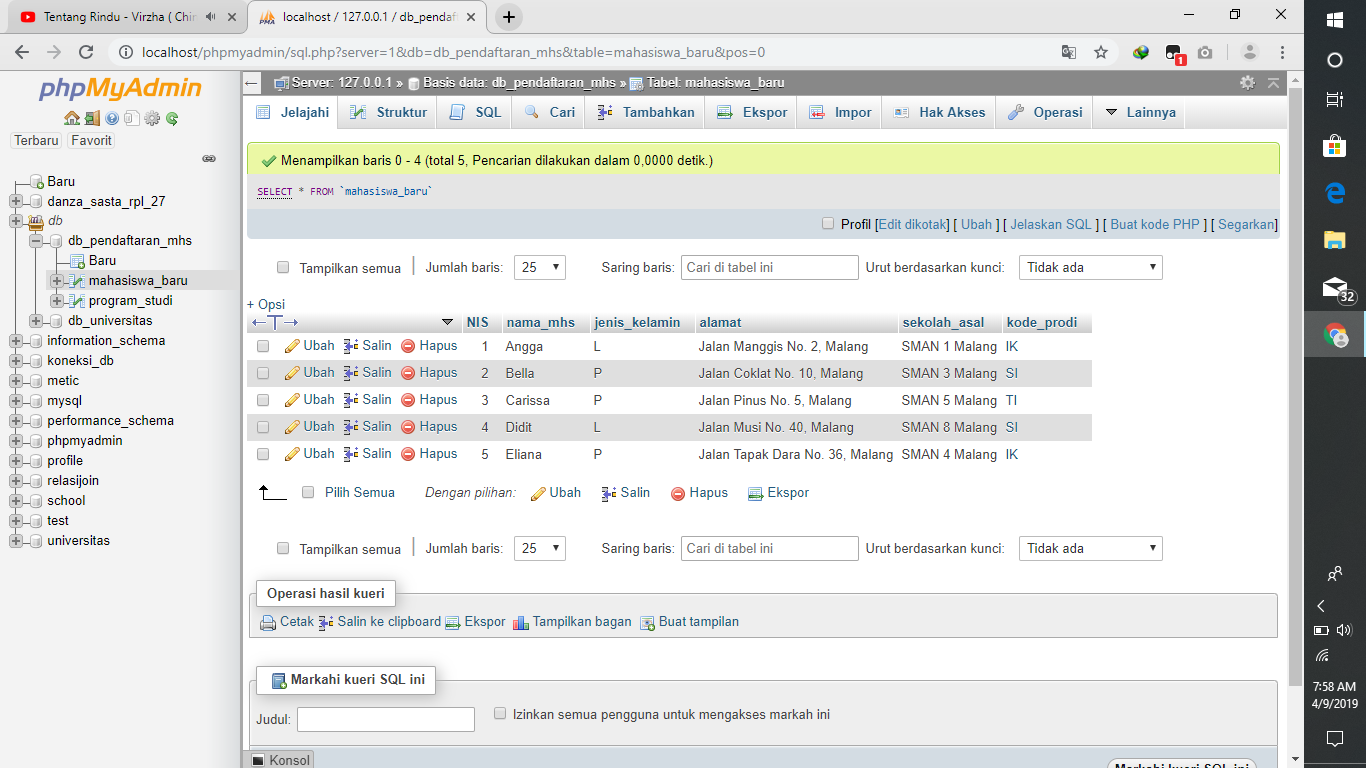 Tentang Rindu - Virzha ( Chin
localhost / 127.0.0.1 / db_pendaft
localhost/phpmyadmin/sql.php?server=1&db=db_pendaftaran_mhs&table=mahasiswa_baru&pos=0
1
phpMyAdmin
Terbaru Favorit
Baru
danza_sasta_rpl_27
db
db_pendaftaran_mhs
Baru
mahasiswa_baru
program_studi
db_universitas
information_schema
koneksi_db
metic
mysql
performance_schema
phpmyadmin
profile
relasijoin
school
test
universitas
Server: 127.0.0.1 » Basis data: db_pendaftaran_mhs » Tabel: mahasiswa_baru
Jelajahi Struktur SQL Cari Tambahkan Ekspor Impor Hak Akses Operasi Lainnya
Menampilkan baris 0 - 4 (total 5, Pencarian dilakukan dalam 0,0000 detik.)
SELECT * FROM `mahasiswa_baru`
Profil [Edit dikotak] [ Ubah ] [ Jelaskan SQL ] [ Buat kode PHP ] [ Segarkan]
Tampilkan semua Jumlah baris: 25 Saring baris: Cari di tabel ini Urut berdasarkan kunci: Tidak ada
+ Opsi
NIS nama_mhs jenis_kelamin alamat sekolah_asal kode_prodi
Ubah Salin Hapus 1 Angga L Jalan Manggis No. 2, Malang SMAN 1 Malang IK
Ubah Salin Hapus 2 Bella P Jalan Coklat No. 10, Malang SMAN 3 Malang SI
Ubah Salin Hapus 3 Carissa P Jalan Pinus No. 5, Malang SMAN 5 Malang TI
Ubah Salin Hapus 4 Didit L Jalan Musi No. 40, Malang SMAN 8 Malang SI
Ubah Salin Hapus 5 Eliana P Jalan Tapak Dara No. 36, Malang SMAN 4 Malang IK
Pilih Semua Dengan pilihan: Ubah Salin Hapus Ekspor
Tampilkan semua Jumlah baris: 25 Saring baris: Cari di tabel ini Urut berdasarkan kunci: Tidak ada
Operasi hasil kueri
Cetak Salin ke clipboard Ekspor Tampilkan bagan Buat tampilan
Markahi kueri SQL ini
Judul: Izinkan semua pengguna untuk mengakses markah ini
Konsol
Markahi kueri SQL ini
32
7:58 AM
4/9/2019